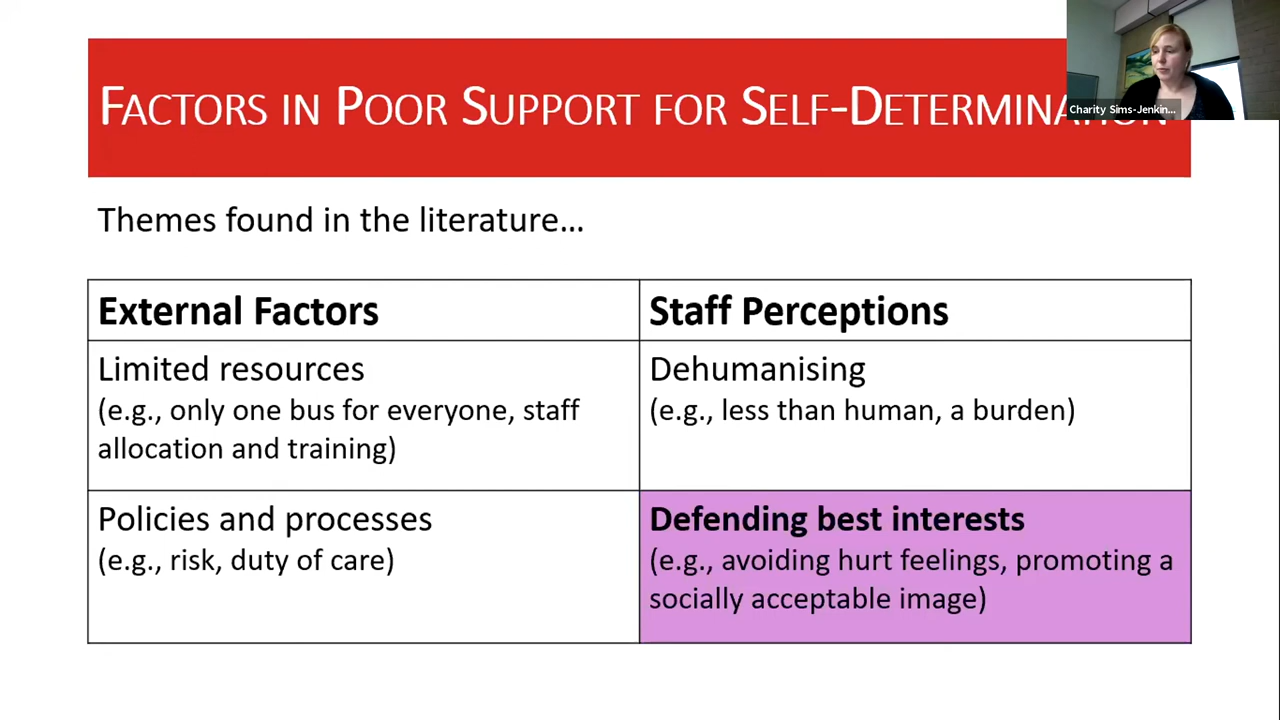 FACTORS IN POOR SUPPORT FOR SELF-DETERMINATION
Charity Sims-Jenkin...
Themes found in the literature...
External Factors
Staff Perceptions
Limited resources
(e.g., only one bus for everyone, staff
allocation and training)
Dehumanising
(e.g., less than human, a burden)
Policies and processes
(e.g., risk, duty of care)
Defending best interests
(e.g., avoiding hurt feelings, promoting a
socially acceptable image)